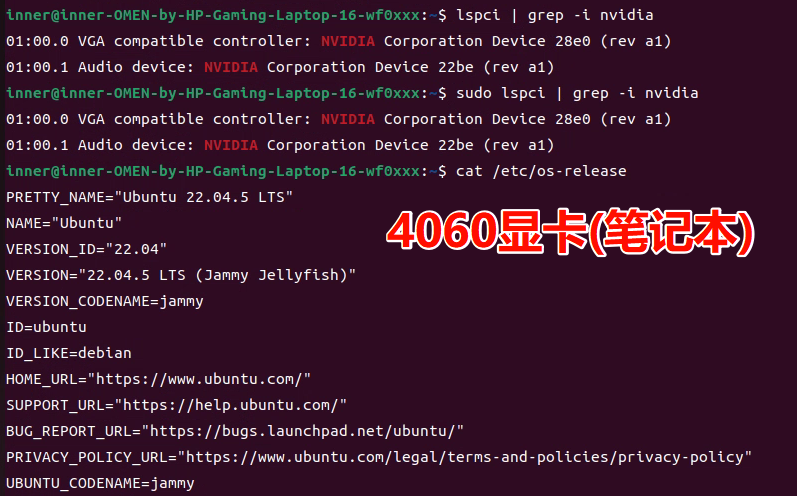 inner@inner-OMEN-by-HP-Gaming-Laptop-16-wf0xxx:~$ lspci | grep -i nvidia
01:00.0 VGA compatible controller: NVIDIA Corporation Device 28e0 (rev a1)
01:00.1 Audio device: NVIDIA Corporation Device 22be (rev a1)
inner@inner-OMEN-by-HP-Gaming-Laptop-16-wf0xxx:~$ sudo lspci | grep -i nvidia
01:00.0 VGA compatible controller: NVIDIA Corporation Device 28e0 (rev a1)
01:00.1 Audio device: NVIDIA Corporation Device 22be (rev a1)
inner@inner-OMEN-by-HP-Gaming-Laptop-16-wf0xxx:~$ cat /etc/os-release
PRETTY_NAME="Ubuntu 22.04.5 LTS"
NAME="Ubuntu"
4060显卡(笔记本)
VERSION_ID="22.04"
VERSION="22.04.5 LTS (Jammy Jellyfish)"
VERSION_CODENAME=jammy
ID=ubuntu
ID_LIKE=debian
HOME_URL="https://www.ubuntu.com/"
SUPPORT_URL="https://help.ubuntu.com/"
BUG_REPORT_URL="https://bugs.launchpad.net/ubuntu/"
PRIVACY_POLICY_URL="https://www.ubuntu.com/legal/terms-and-policies/privacy-policy"
UBUNTU_CODENAME=jammy